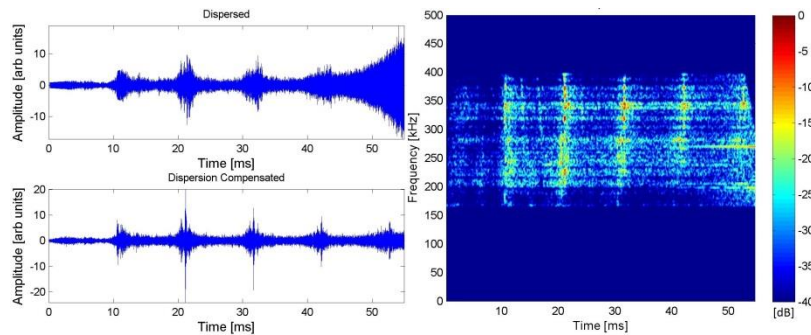 Dispersed
Amplitude [arb units]
10
0
-10
0 10 20 30 40 50
Time [ms]
Dispersion Compensated
Amplitude [arb units]
20
10
0
-10
-20
0 10 20 30 40 50
Time [ms]
Frequency [kHz]
500
450
400
350
300
250
200
150
100
50
0
10 20 30 40 50
Time [ms]
0
-5
-10
-15
-20
-25
-30
-35
-40
[dB]